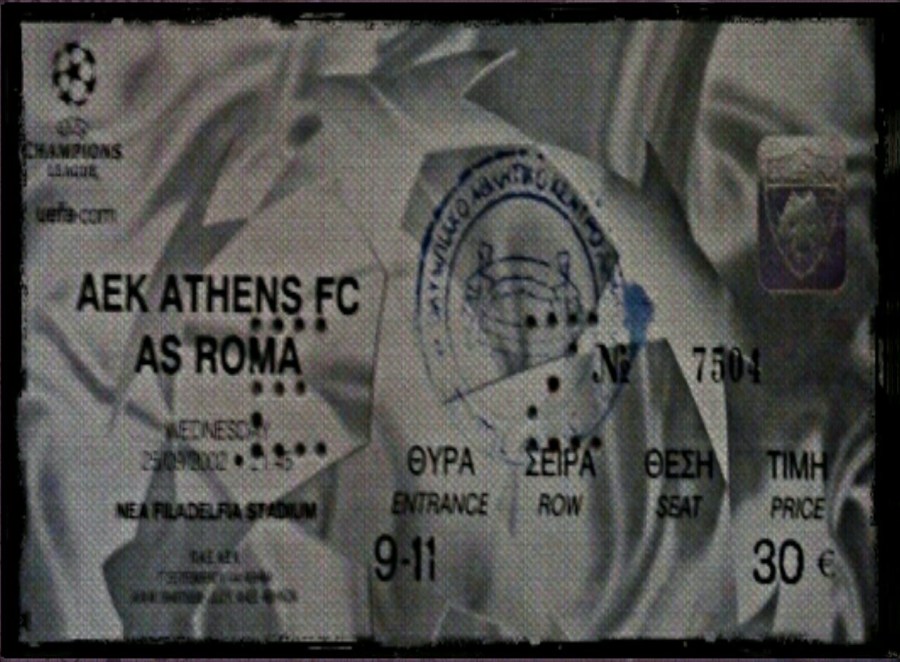 CHAMPIONS
LEAGUE
uefa.com
AEK ATHENS FC
AS ROMA
WEDNESDAY
25/09/2002 • 21:45
NEA FILADELFIA STADIUM
№ 7504
ΘΥΡΑ ΣΕΙΡΑ ΘΕΣΗ ΤΙΜΗ
ENTRANCE ROW SEAT PRICE
9-11 30 €